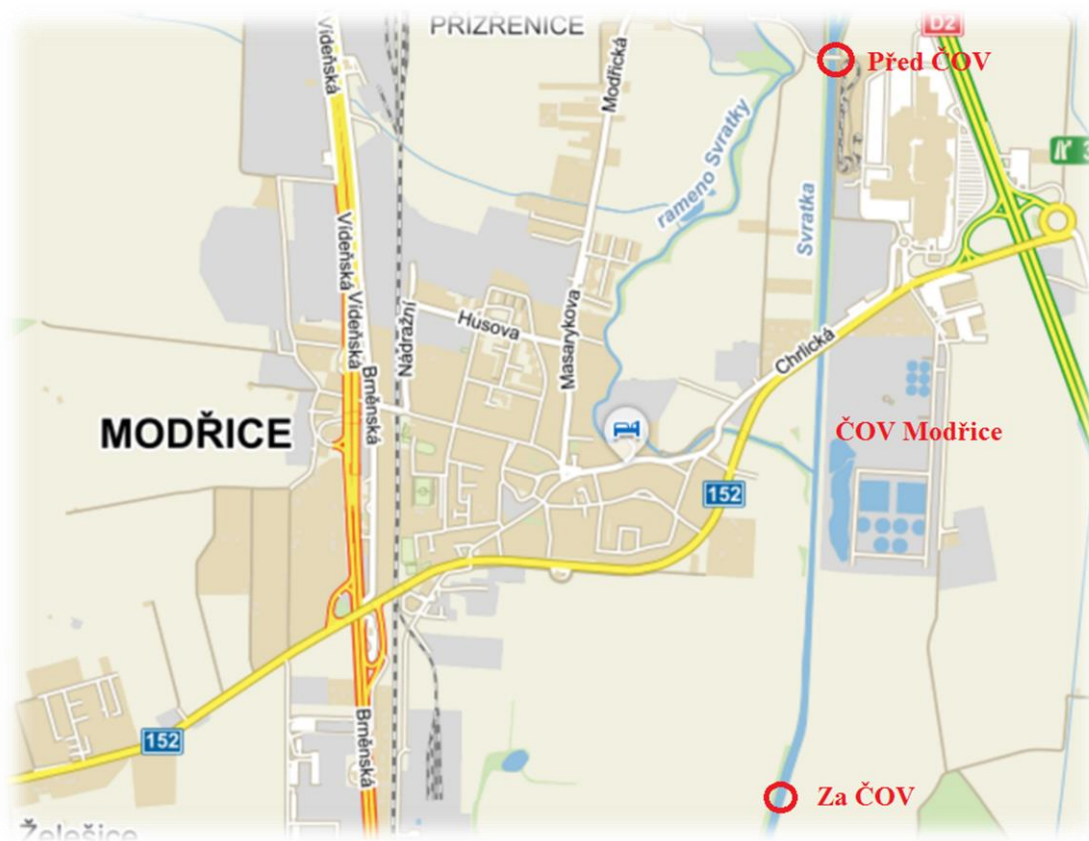 PŘÍZŘENICE
D2
Před ČOV
Vídeňská
Modřická
rameno Svratky
Svratka
Vídeňská
Vídeňská
Nádražní
Husova
Masarykova
Chrlická
Brněnská
MODŘICE
ČOV Modřice
152
152
Brněnská
Za ČOV
Želešice